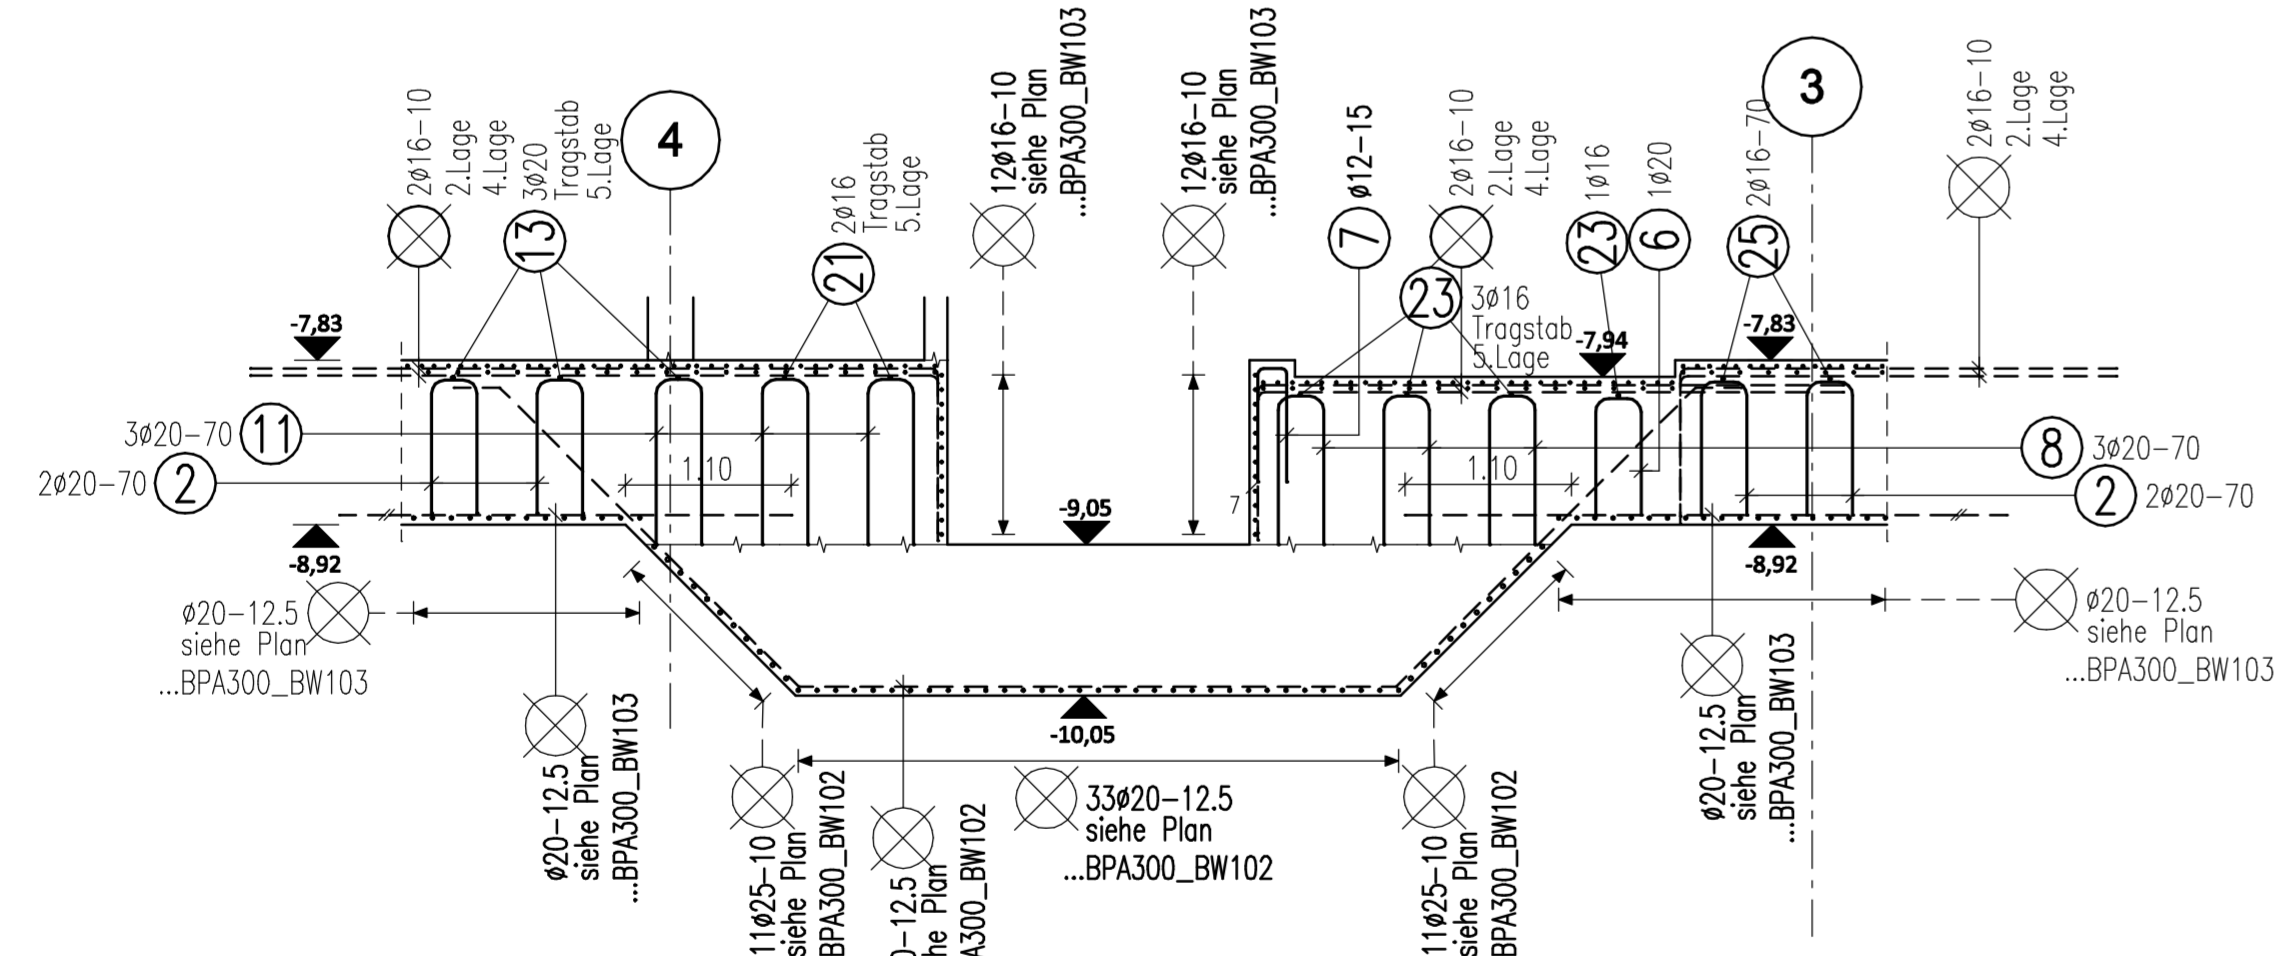 2ø16-10
2.Lage
4.Lage
3ø20
Tragstab
5.Lage
13
4
2ø16
Tragstab
5.Lage
21
12ø16-10
siehe Plan
...BPA300_BW103
12ø16-10
siehe Plan
...BPA300_BW103
ø12-15
7
2ø16-10
2.Lage
4.Lage
23
3ø16
Tragstab
5.Lage
1ø16
23
1ø20
6
2ø16-70
25
3
2ø16-10
2.Lage
4.Lage
-7,83
-7,94
-7,83
3ø20-70
11
2ø20-70
2
1.10
1.10
7
8
3ø20-70
2
2ø20-70
-9,05
-8,92
-8,92
ø20-12.5
siehe Plan
...BPA300_BW103
ø20-12.5
siehe Plan
...BPA300_BW103
-10,05
ø20-12.5
siehe Plan
...BPA300_BW103
11ø25-10
siehe Plan
BPA300_BW102
0-12.5
he Plan
A300_BW102
33ø20-12.5
siehe Plan
...BPA300_BW102
11ø25-10
siehe Plan
BPA300_BW102
ø20-12.5
siehe Plan
...BPA300_BW103